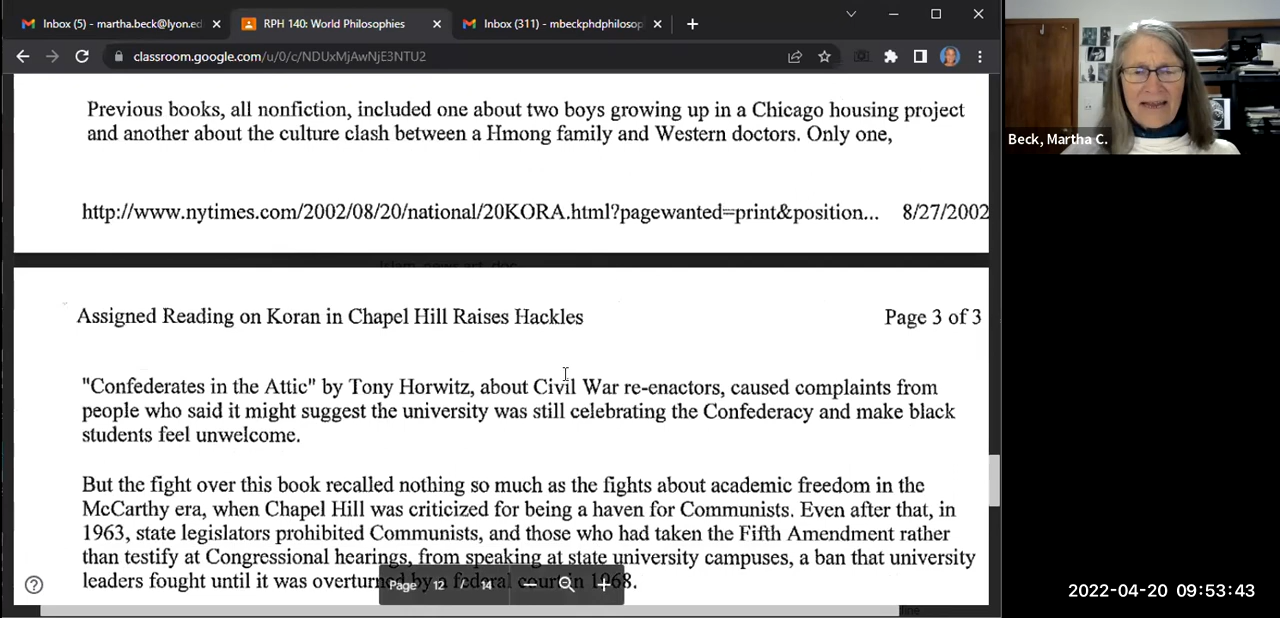 Inbox (5) - martha.beck@lyon.ed
RPH 140: World Philosophies
Inbox (311) - mbeckphdphilosop
classroom.google.com/u/0/c/NDUxMjAwNjE3NTU2
Beck, Martha C.
Previous books, all nonfiction, included one about two boys growing up in a Chicago housing project
and another about the culture clash between a Hmong family and Western doctors. Only one,
http://www.nytimes.com/2002/08/20/national/20KORA.html?pagewanted=print&position... 8/27/2002
Assigned Reading on Koran in Chapel Hill Raises Hackles Page 3 of 3
"Confederates in the Attic" by Tony Horwitz, about Civil War re-enactors, caused complaints from
people who said it might suggest the university was still celebrating the Confederacy and make black
students feel unwelcome.
But the fight over this book recalled nothing so much as the fights about academic freedom in the
McCarthy era, when Chapel Hill was criticized for being a haven for Communists. Even after that, in
1963, state legislators prohibited Communists, and those who had taken the Fifth Amendment rather
than testify at Congressional hearings, from speaking at state university campuses, a ban that university
leaders fought until it was overturned by a federal court in 1968.
Page 12 / 14
2022-04-20 09:53:43